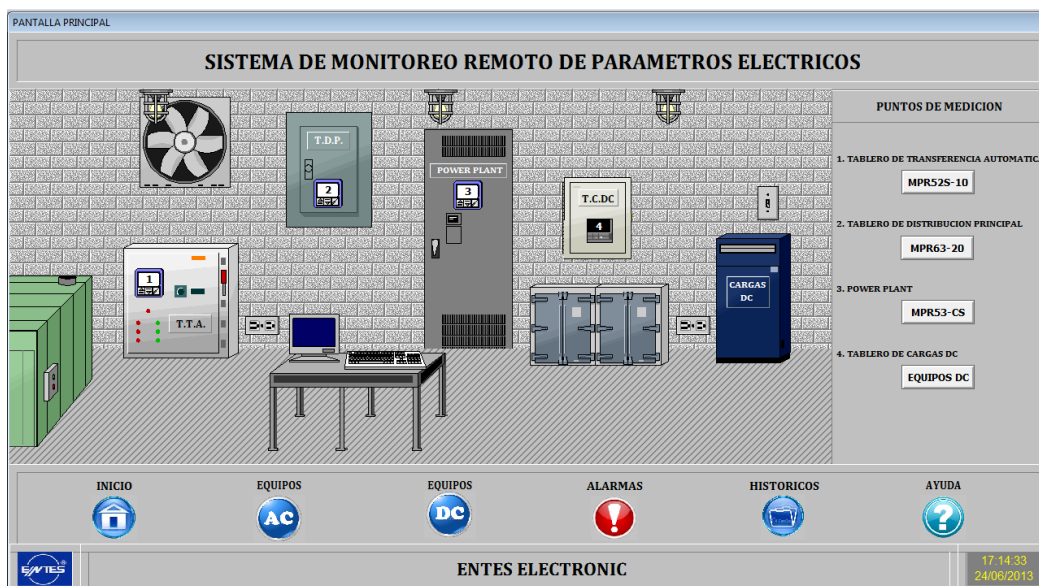 PANTALLA PRINCIPAL
SISTEMA DE MONITOREO REMOTO DE PARAMETROS ELECTRICOS
PUNTOS DE MEDICION
1. TABLERO DE TRANSFERENCIA AUTOMATICA
MPR52S-10
2. TABLERO DE DISTRIBUCION PRINCIPAL
MPR63-20
3. POWER PLANT
MPR53-CS
4. TABLERO DE CARGAS DC
EQUIPOS DC
T.D.P.
2
POWER PLANT
3
T.C.DC
4
1
T.T.A.
CARGAS
DC
INICIO
EQUIPOS
AC
EQUIPOS
DC
ALARMAS
HISTORICOS
AYUDA
?
ENTES
ENTES ELECTRONIC
17:14:33
24/06/2013